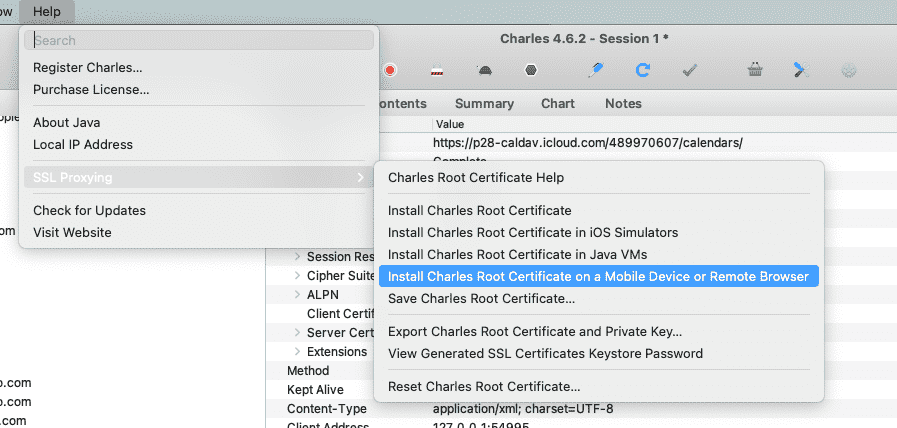 Help
Search
Charles 4.6.2 - Session 1 *
Register Charles...
Purchase License...
About Java
Local IP Address
SSL Proxying
Check for Updates
Visit Website
Summary
Chart
Notes
Value
https://p28-caldav.icloud.com/489970607/calendars/
Complete
Charles Root Certificate Help
Install Charles Root Certificate
Install Charles Root Certificate in iOS Simulators
Install Charles Root Certificate in Java VMs
Install Charles Root Certificate on a Mobile Device or Remote Browser
Save Charles Root Certificate...
Export Charles Root Certificate and Private Key...
View Generated SSL Certificates Keystore Password
Reset Charles Root Certificate...
Session Res
Cipher Suite
ALPN
Client Certif
Server Cert
Extensions
Method
Kept Alive
Content-Type
application/xml; charset=UTF-8
Client Address
127.0.0.1:54995
om
o.com
o.com
.com